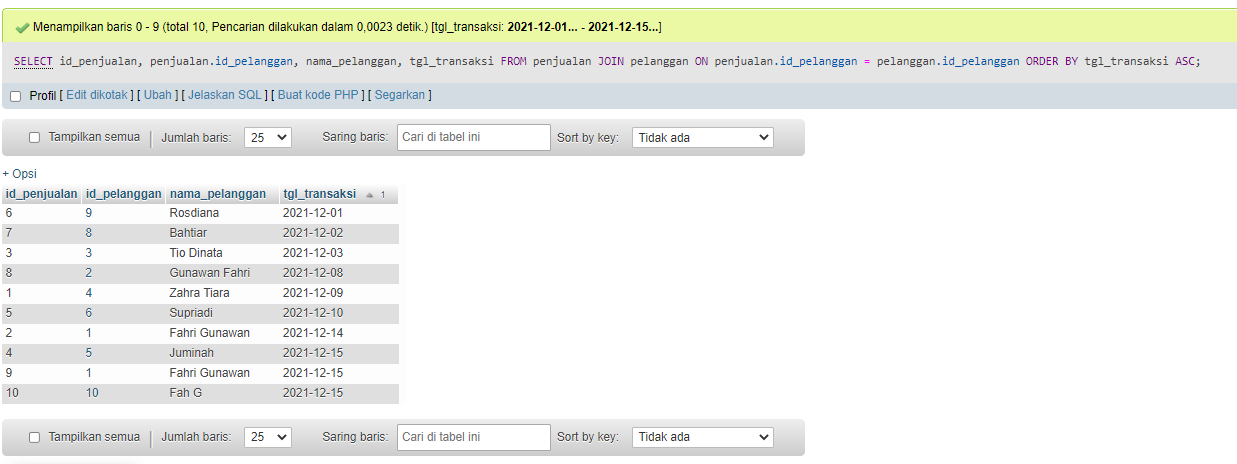 Menampilkan baris 0 - 9 (total 10, Pencarian dilakukan dalam 0,0023 detik.) [tgl_transaksi: 2021-12-01... - 2021-12-15...]
SELECT id_penjualan, penjualan.id_pelanggan, nama_pelanggan, tgl_transaksi FROM penjualan JOIN pelanggan ON penjualan.id_pelanggan = pelanggan.id_pelanggan ORDER BY tgl_transaksi ASC;
Profil [ Edit dikotak ] [ Ubah ] [ Jelaskan SQL ] [ Buat kode PHP ] [ Segarkan ]
Tampilkan semua | Jumlah baris: 25 Saring baris: Cari di tabel ini Sort by key: Tidak ada
+ Opsi
id_penjualan id_pelanggan nama_pelanggan tgl_transaksi 1
6 9 Rosdiana 2021-12-01
7 8 Bahtiar 2021-12-02
3 3 Tio Dinata 2021-12-03
8 2 Gunawan Fahri 2021-12-08
1 4 Zahra Tiara 2021-12-09
5 6 Supriadi 2021-12-10
2 1 Fahri Gunawan 2021-12-14
4 5 Juminah 2021-12-15
9 1 Fahri Gunawan 2021-12-15
10 10 Fah G 2021-12-15
Tampilkan semua | Jumlah baris: 25 Saring baris: Cari di tabel ini Sort by key: Tidak ada